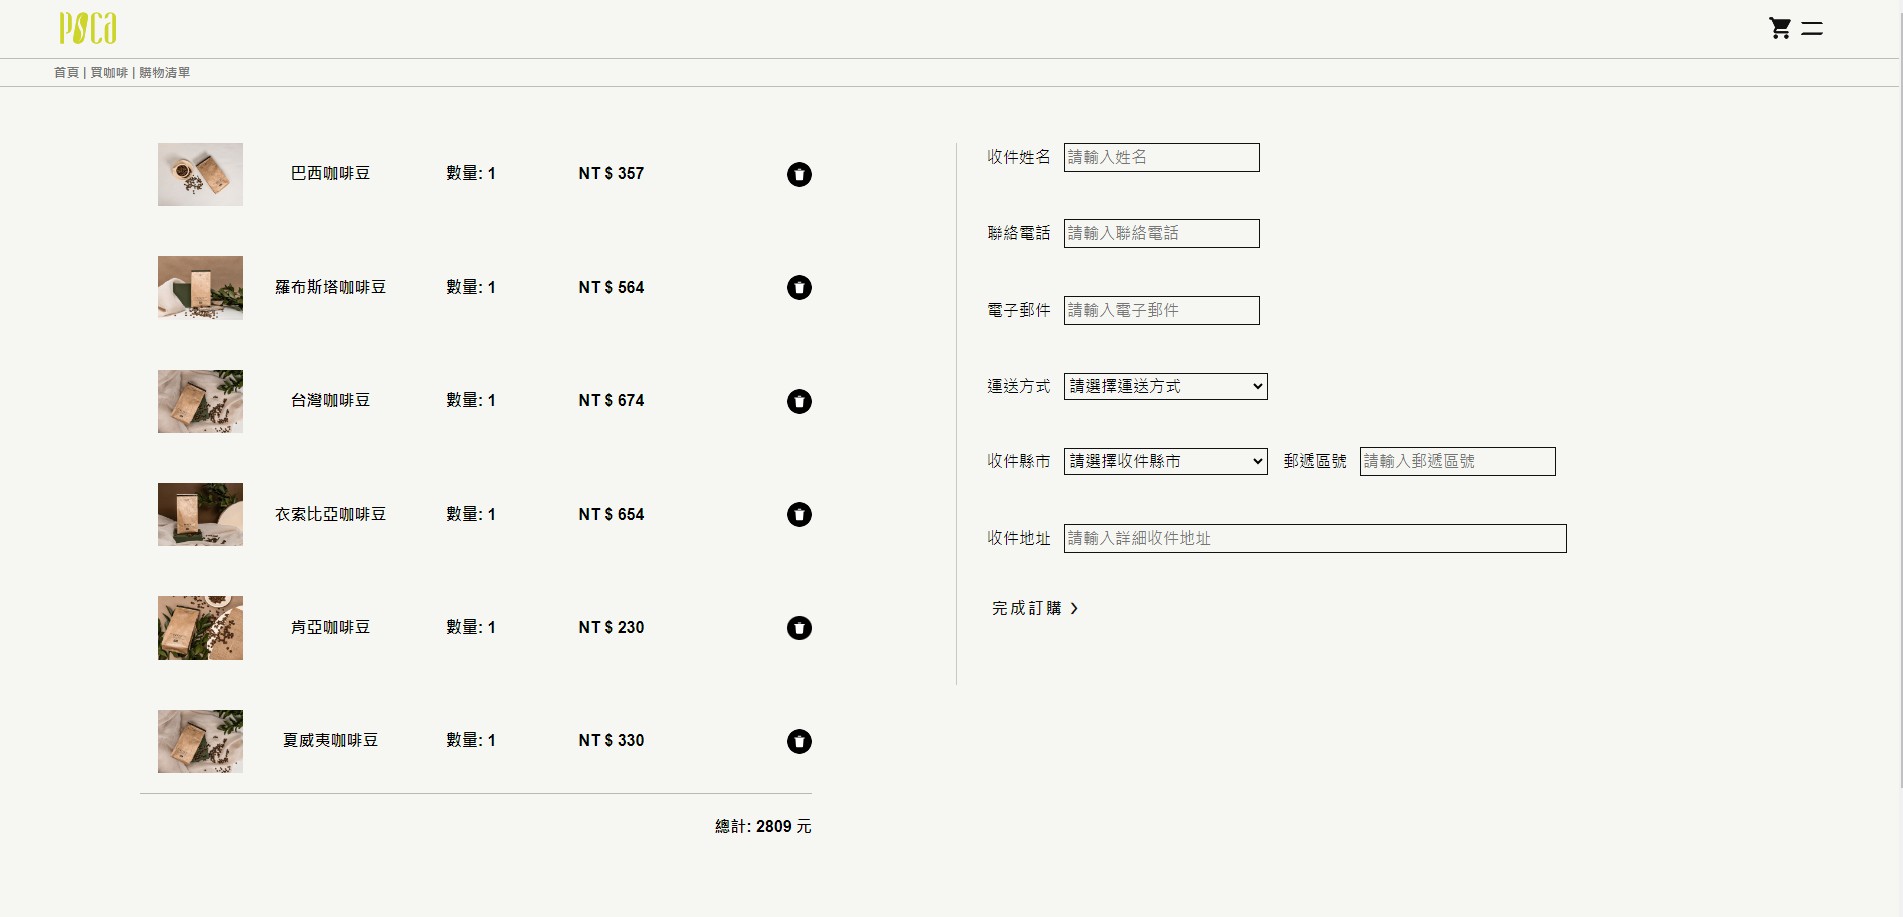 poca
首頁 | 買咖啡 | 購物清單
巴西咖啡豆 數量: 1 NT $ 357
羅布斯塔咖啡豆 數量: 1 NT $ 564
台灣咖啡豆 數量: 1 NT $ 674
衣索比亞咖啡豆 數量: 1 NT $ 654
肯亞咖啡豆 數量: 1 NT $ 230
夏威夷咖啡豆 數量: 1 NT $ 330
總計: 2809 元
收件姓名 請輸入姓名
聯絡電話 請輸入聯絡電話
電子郵件 請輸入電子郵件
運送方式 請選擇運送方式
收件縣市 請選擇收件縣市 郵遞區號 請輸入郵遞區號
收件地址 請輸入詳細收件地址
完成訂購